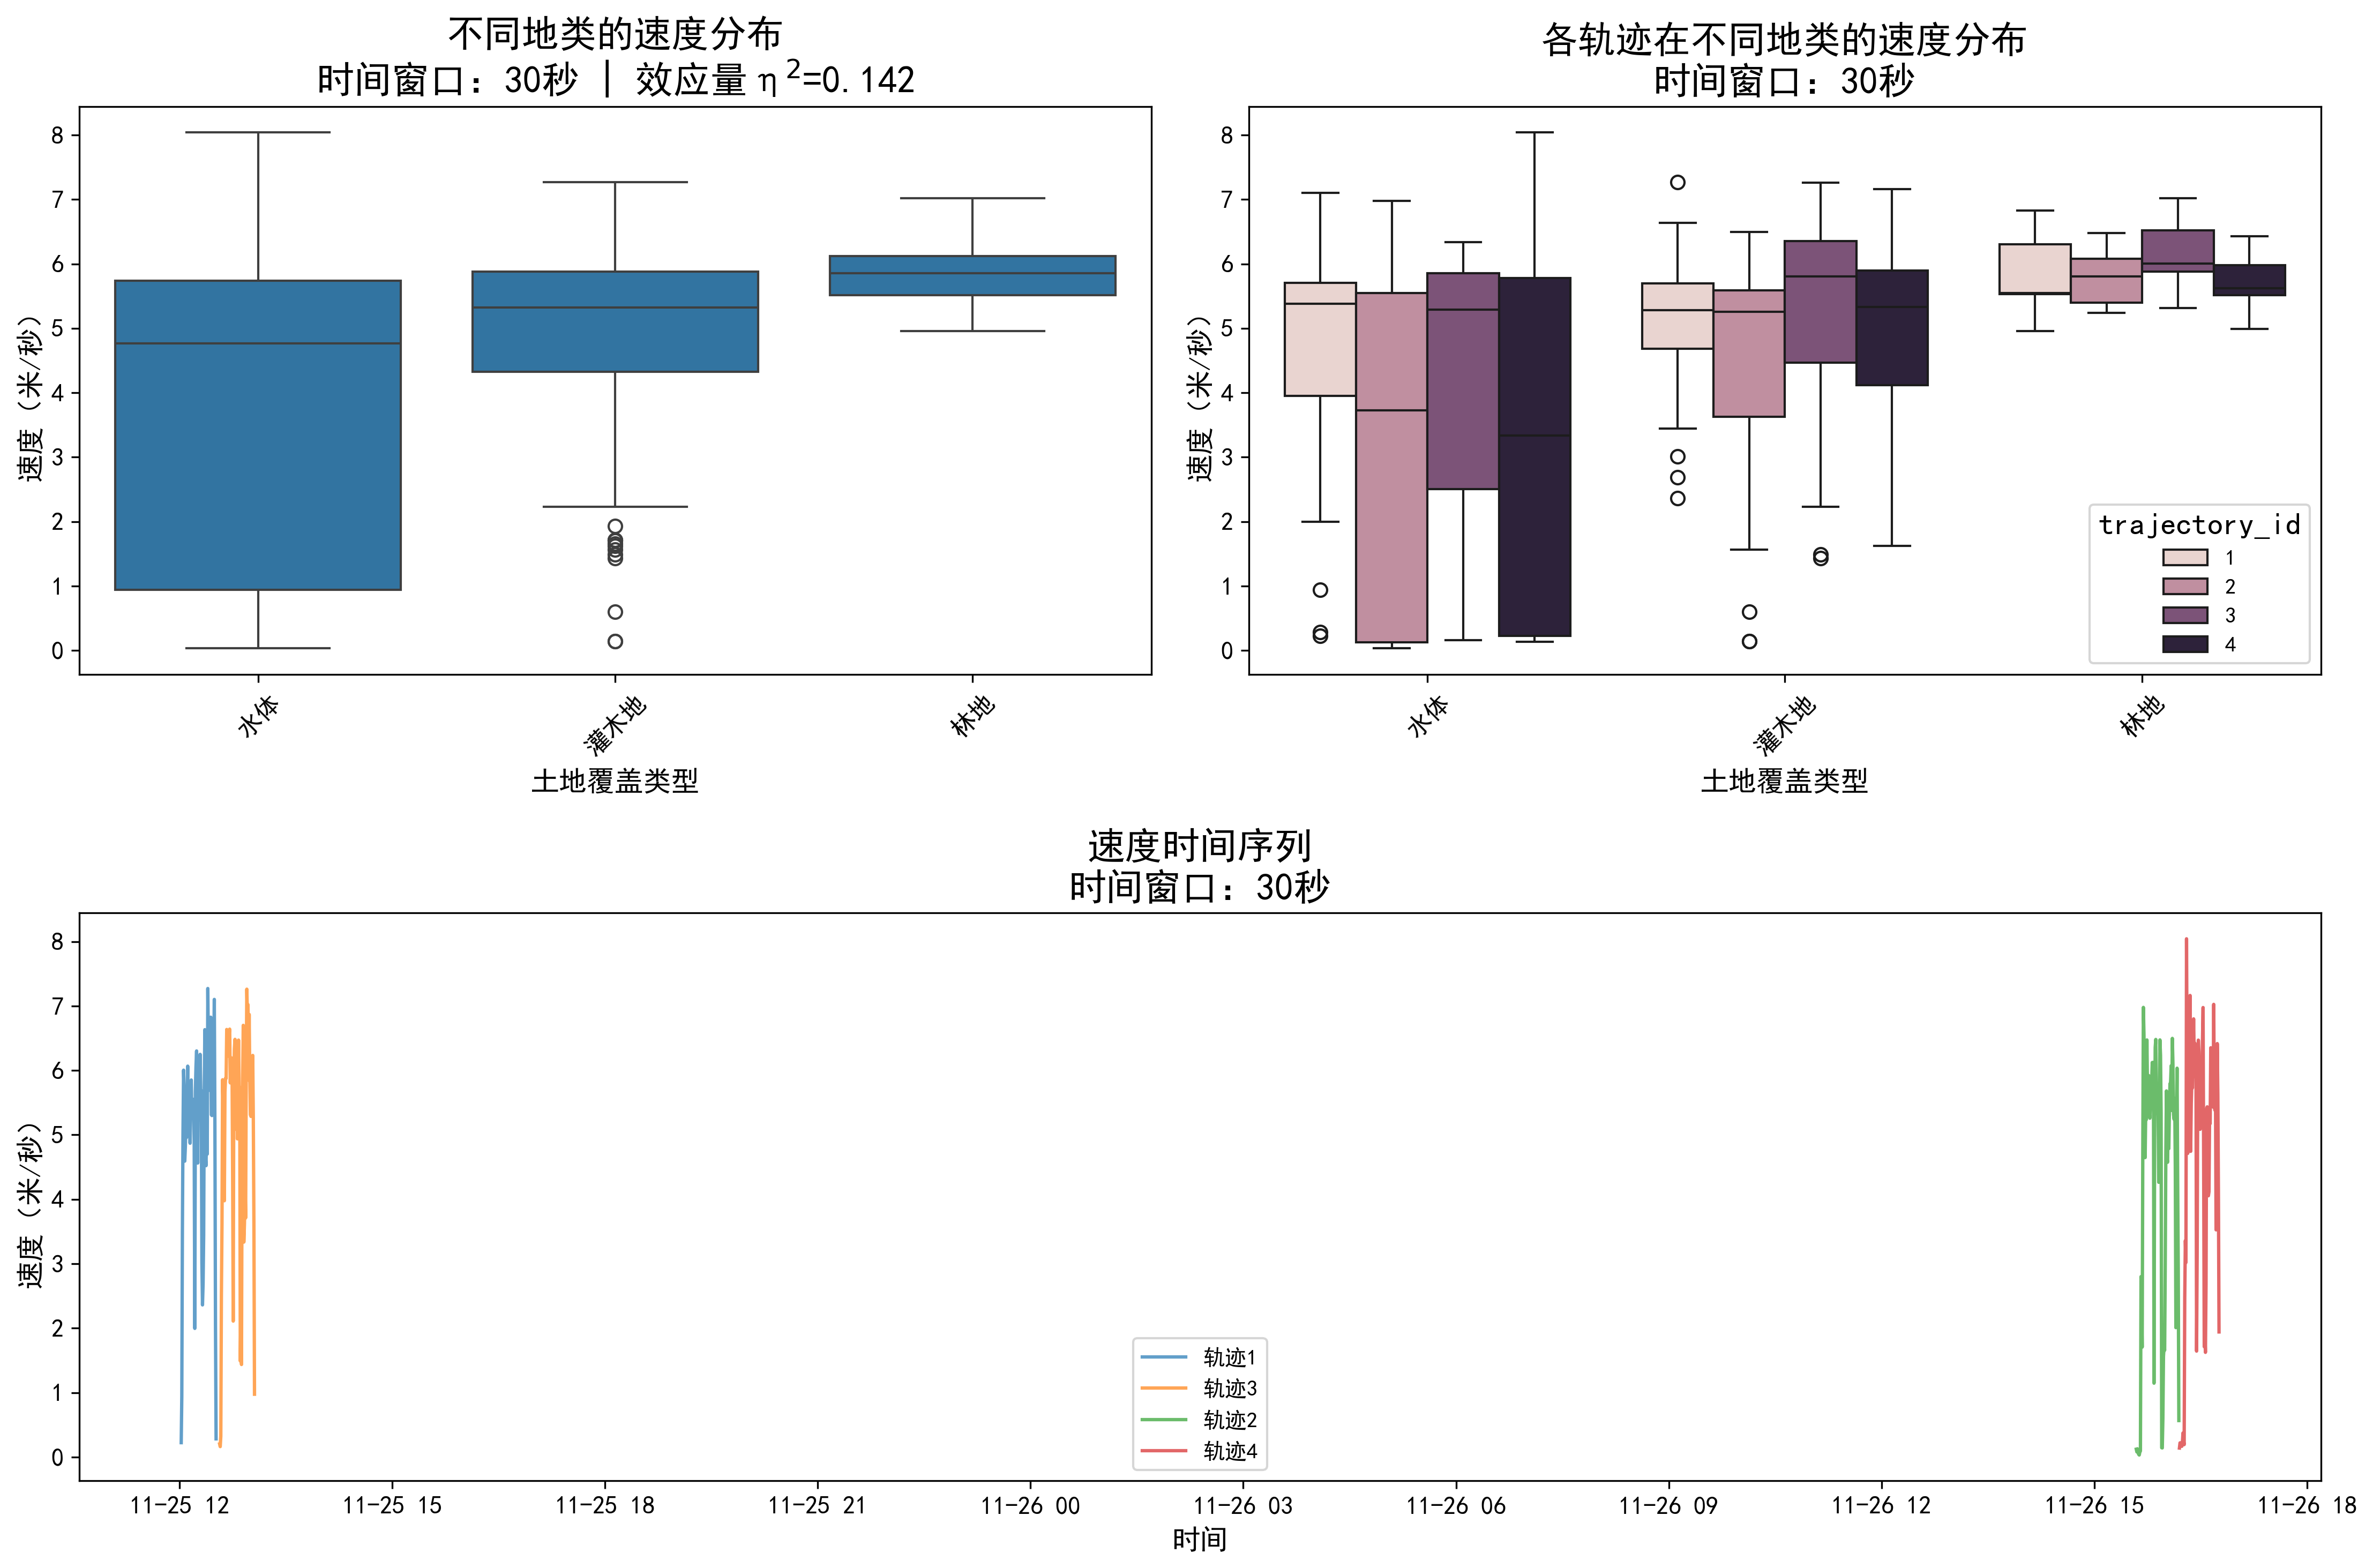 不同地类的速度分布
时间窗口：30秒 | 效应量η²=0.142
速度（米/秒）
8
7
6
5
4
3
2
1
0
水体
灌木地
林地
土地覆盖类型
各轨迹在不同地类的速度分布
时间窗口：30秒
速度（米/秒）
8
7
6
5
4
3
2
1
0
trajectory_id
1
2
3
4
水体
灌木地
林地
土地覆盖类型
速度时间序列
时间窗口：30秒
速度（米/秒）
8
7
6
5
4
3
2
1
0
轨迹1
轨迹3
轨迹2
轨迹4
11-25 12
11-25 15
11-25 18
11-25 21
11-26 00
11-26 03
11-26 06
11-26 09
11-26 12
11-26 15
11-26 18
时间